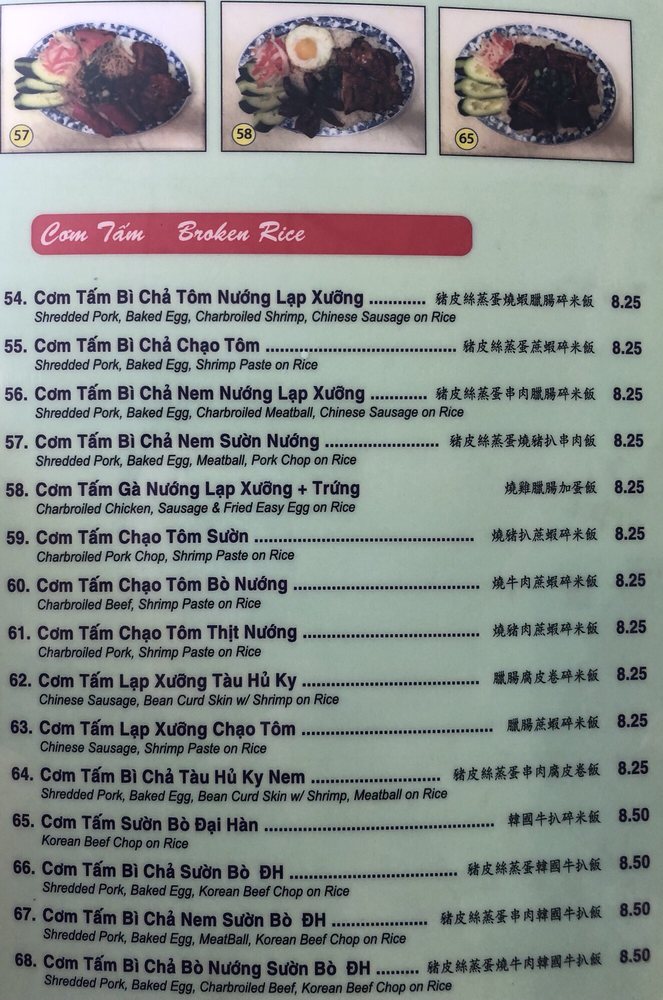 57
58
65
Cơm Tấm Broken Rice
54. Cơm Tấm Bì Chả Tôm Nướng Lạp Xưỡng ............ 豬皮絲蒸蛋燒蝦臘腸碎米飯 8.25
Shredded Pork, Baked Egg, Charbroiled Shrimp, Chinese Sausage on Rice
55. Cơm Tấm Bì Chả Chạo Tôm ........................................ 豬皮絲蒸蛋蔗蝦碎米飯 8.25
Shredded Pork, Baked Egg, Shrimp Paste on Rice
56. Cơm Tấm Bì Chả Nem Nướng Lạp Xưỡng ............ 豬皮絲蒸蛋串肉臘腸碎米飯 8.25
Shredded Pork, Baked Egg, Charbroiled Meatball, Chinese Sausage on Rice
57. Cơm Tấm Bì Chả Nem Sườn Nướng ........................ 豬皮絲蒸蛋燒豬扒串肉飯 8.25
Shredded Pork, Baked Egg, Meatball, Pork Chop on Rice
58. Cơm Tấm Gà Nướng Lạp Xưỡng + Trứng 燒雞臘腸加蛋飯 8.25
Charbroiled Chicken, Sausage & Fried Easy Egg on Rice
59. Cơm Tấm Chạo Tôm Sườn ............................................... 燒豬扒蔗蝦碎米飯 8.25
Charbroiled Pork Chop, Shrimp Paste on Rice
60. Cơm Tấm Chạo Tôm Bò Nướng ....................................... 燒牛肉蔗蝦碎米飯 8.25
Charbroiled Beef, Shrimp Paste on Rice
61. Cơm Tấm Chạo Tôm Thịt Nướng ..................................... 燒豬肉蔗蝦碎米飯 8.25
Charbroiled Pork, Shrimp Paste on Rice
62. Cơm Tấm Lạp Xưỡng Tàu Hủ Ky ...................................... 臘腸腐皮卷碎米飯 8.25
Chinese Sausage, Bean Curd Skin w/ Shrimp on Rice
63. Cơm Tấm Lạp Xưỡng Chạo Tôm ......................................... 臘腸蔗蝦碎米飯 8.25
Chinese Sausage, Shrimp Paste on Rice
64. Cơm Tấm Bì Chả Tàu Hủ Ky Nem ............................ 豬皮絲蒸蛋串肉腐皮卷飯 8.25
Shredded Pork, Baked Egg, Bean Curd Skin w/ Shrimp, Meatball on Rice
65. Cơm Tấm Sườn Bò Đại Hàn ................................................ 韓國牛扒碎米飯 8.50
Korean Beef Chop on Rice
66. Cơm Tấm Bì Chả Sườn Bò ĐH .................................. 豬皮絲蒸蛋韓國牛扒飯 8.50
Shredded Pork, Baked Egg, Korean Beef Chop on Rice
67. Cơm Tấm Bì Chả Nem Sườn Bò ĐH .................... 豬皮絲蒸蛋串肉韓國牛扒飯 8.50
Shredded Pork, Baked Egg, MeatBall, Korean Beef Chop on Rice
68. Cơm Tấm Bì Chả Bò Nướng Sườn Bò ĐH ......... 豬皮絲蒸蛋燒牛肉韓國牛扒飯 8.50
Shredded Pork, Baked Egg, Charbroiled Beef, Korean Beef Chop on Rice